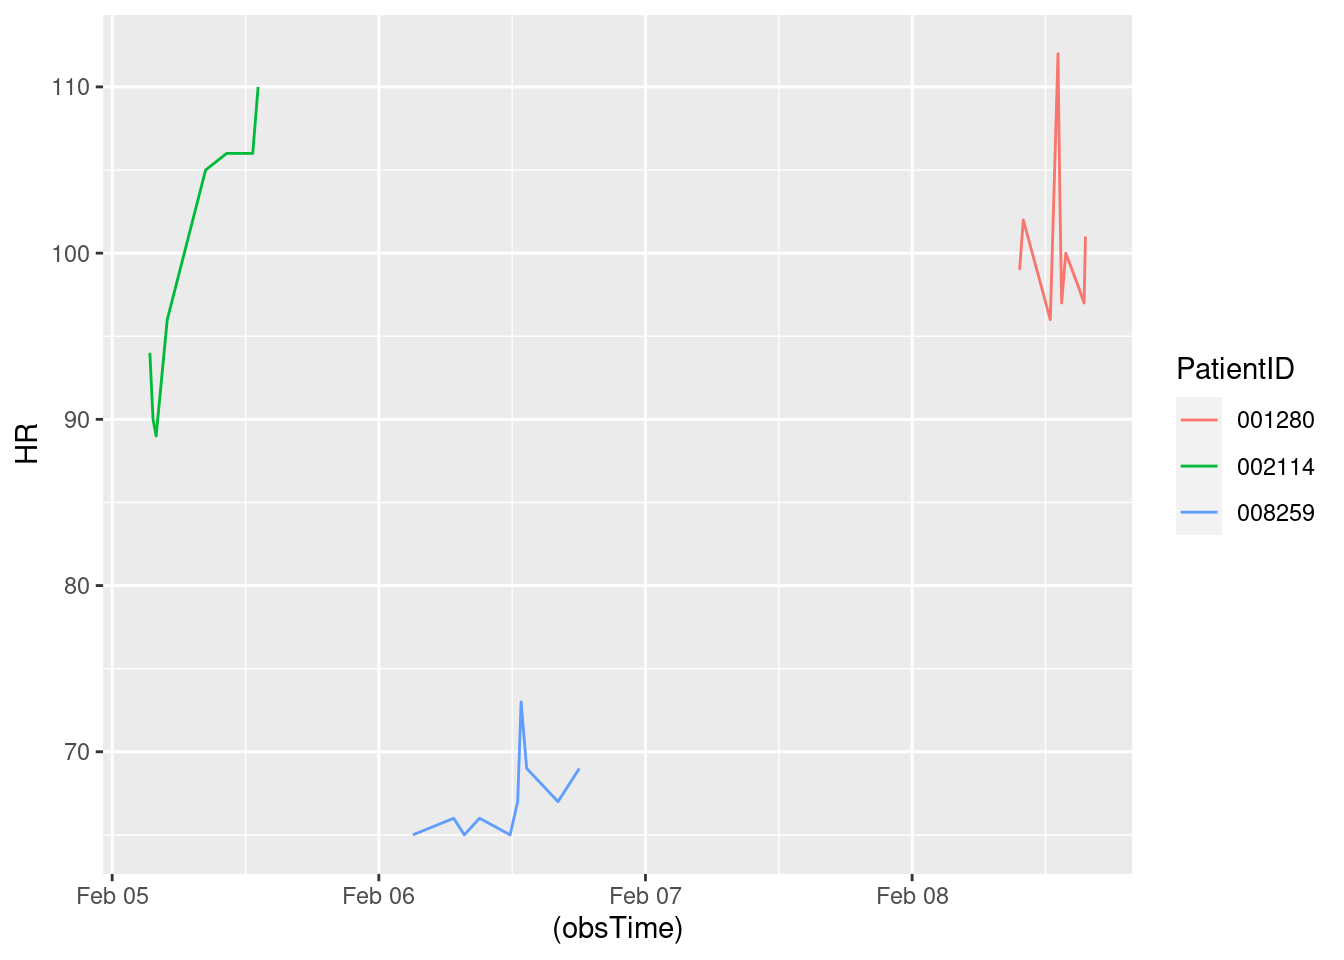 110
100
90
80
70
HR
Feb 05
Feb 06
Feb 07
Feb 08
(obsTime)
PatientID
001280
002114
008259